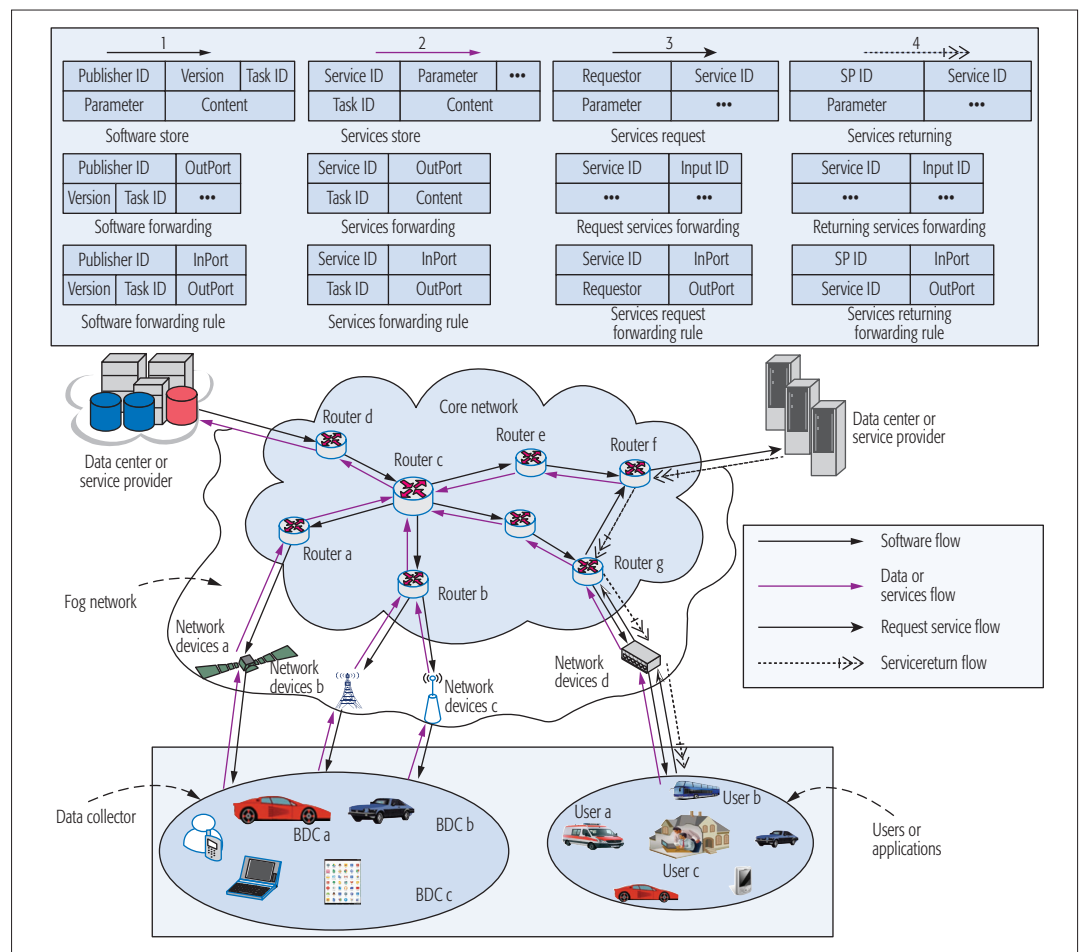 1
2
3
4
Publisher ID Version Task ID
Parameter Content
Software store
Service ID Parameter •••
Task ID Content
Services store
Requestor Service ID
Parameter •••
Services request
SP ID Service ID
Parameter •••
Services returning
Publisher ID OutPort
Version Task ID •••
Software forwarding
Service ID OutPort
Task ID Content
Services forwarding
Service ID Input ID
••• •••
Request services forwarding
Service ID Input ID
••• •••
Returning services forwarding
Publisher ID InPort
Version Task ID OutPort
Software forwarding rule
Service ID InPort
Task ID OutPort
Services forwarding rule
Service ID InPort
Requestor OutPort
Services request
forwarding rule
SP ID InPort
Service ID OutPort
Services returning
forwarding rule
Data center or
service provider
Router d
Core network
Router c
Router e
Router f
Data center or
service provider
Router a
Router b
Router g
Fog network
Network
devices a
Network
devices b
Network
devices c
Network
devices d
Software flow
Data or
services flow
Request service flow
Servicereturn flow
Data collector
BDC a
BDC b
BDC c
User a
User b
User c
Users or
applications